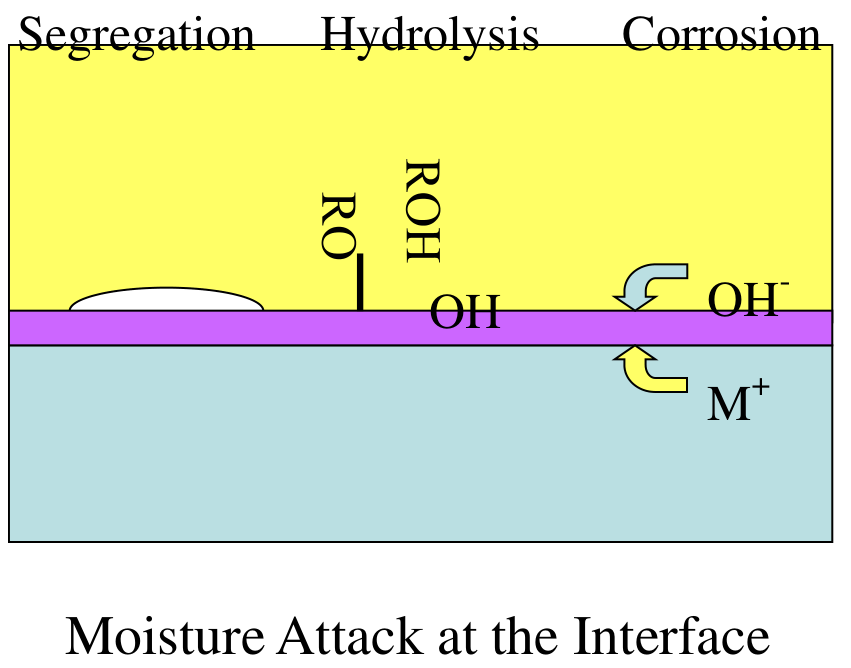 Segregation Hydrolysis Corrosion
RO
ROH
OH
OH-
M+
Moisture Attack at the Interface